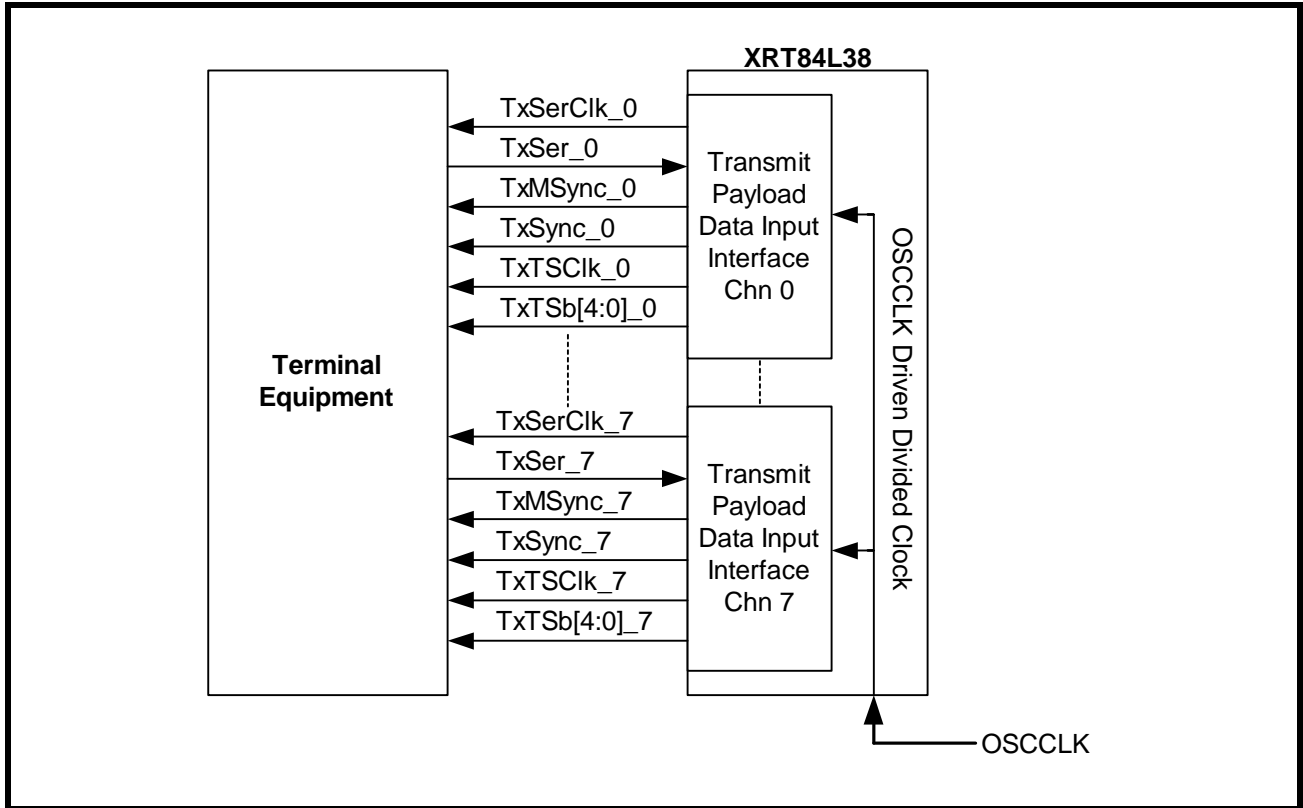 XRT84L38
TxSerClk_0
TxSer_0
TxMSync_0
TxSync_0
TxTSClk_0
TxTSb[4:0]_0
Transmit
Payload
Data Input
Interface
Chn 0
Terminal
Equipment
TxSerClk_7
TxSer_7
TxMSync_7
TxSync_7
TxTSClk_7
TxTSb[4:0]_7
Transmit
Payload
Data Input
Interface
Chn 7
OSCCLK Driven Divided Clock
OSCCLK